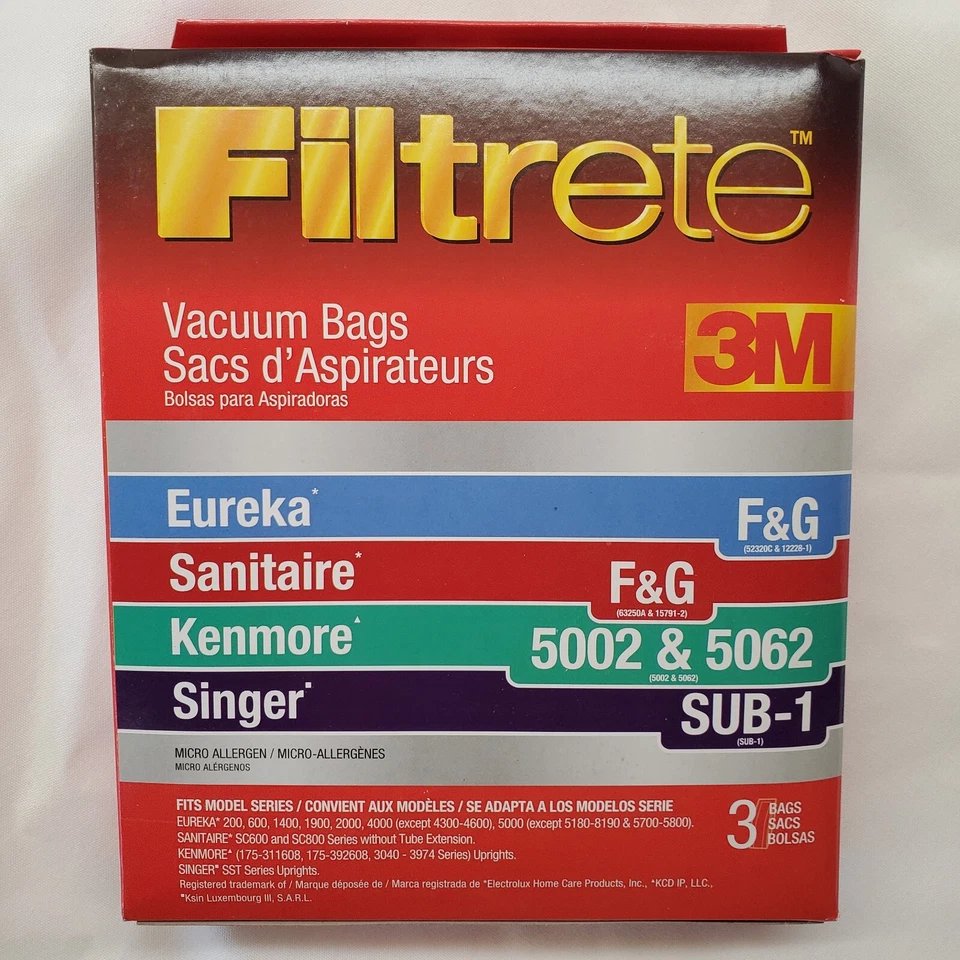 Filtrete™
Vacuum Bags
Sacs d'Aspirateurs
Bolsas para Aspiradoras
3M
Eureka*
F&G
(52320C & 12228-1)
Sanitaire*
F&G
(63250A & 15791-2)
Kenmore▲
5002 & 5062
(5002 & 5062)
Singer■
SUB-1
(SUB-1)
MICRO ALLERGEN / MICRO-ALLERGÈNES
MICRO ALÉRGENOS
FITS MODEL SERIES / CONVIENT AUX MODÈLES / SE ADAPTA A LOS MODELOS SERIE
EUREKA* 200, 600, 1400, 1900, 2000, 4000 (except 4300-4600), 5000 (except 5180-8190 & 5700-5800).
SANITAIRE* SC600 and SC800 Series without Tube Extension.
KENMORE▲ (175-311608, 175-392608, 3040 - 3974 Series) Uprights.
SINGER■ SST Series Uprights.
Registered trademark of / Marque déposée de / Marca registrada de *Electrolux Home Care Products, Inc., ▲KCD IP, LLC.,
■Ksin Luxembourg III, S.A.R.L.
3 BAGS
SACS
BOLSAS